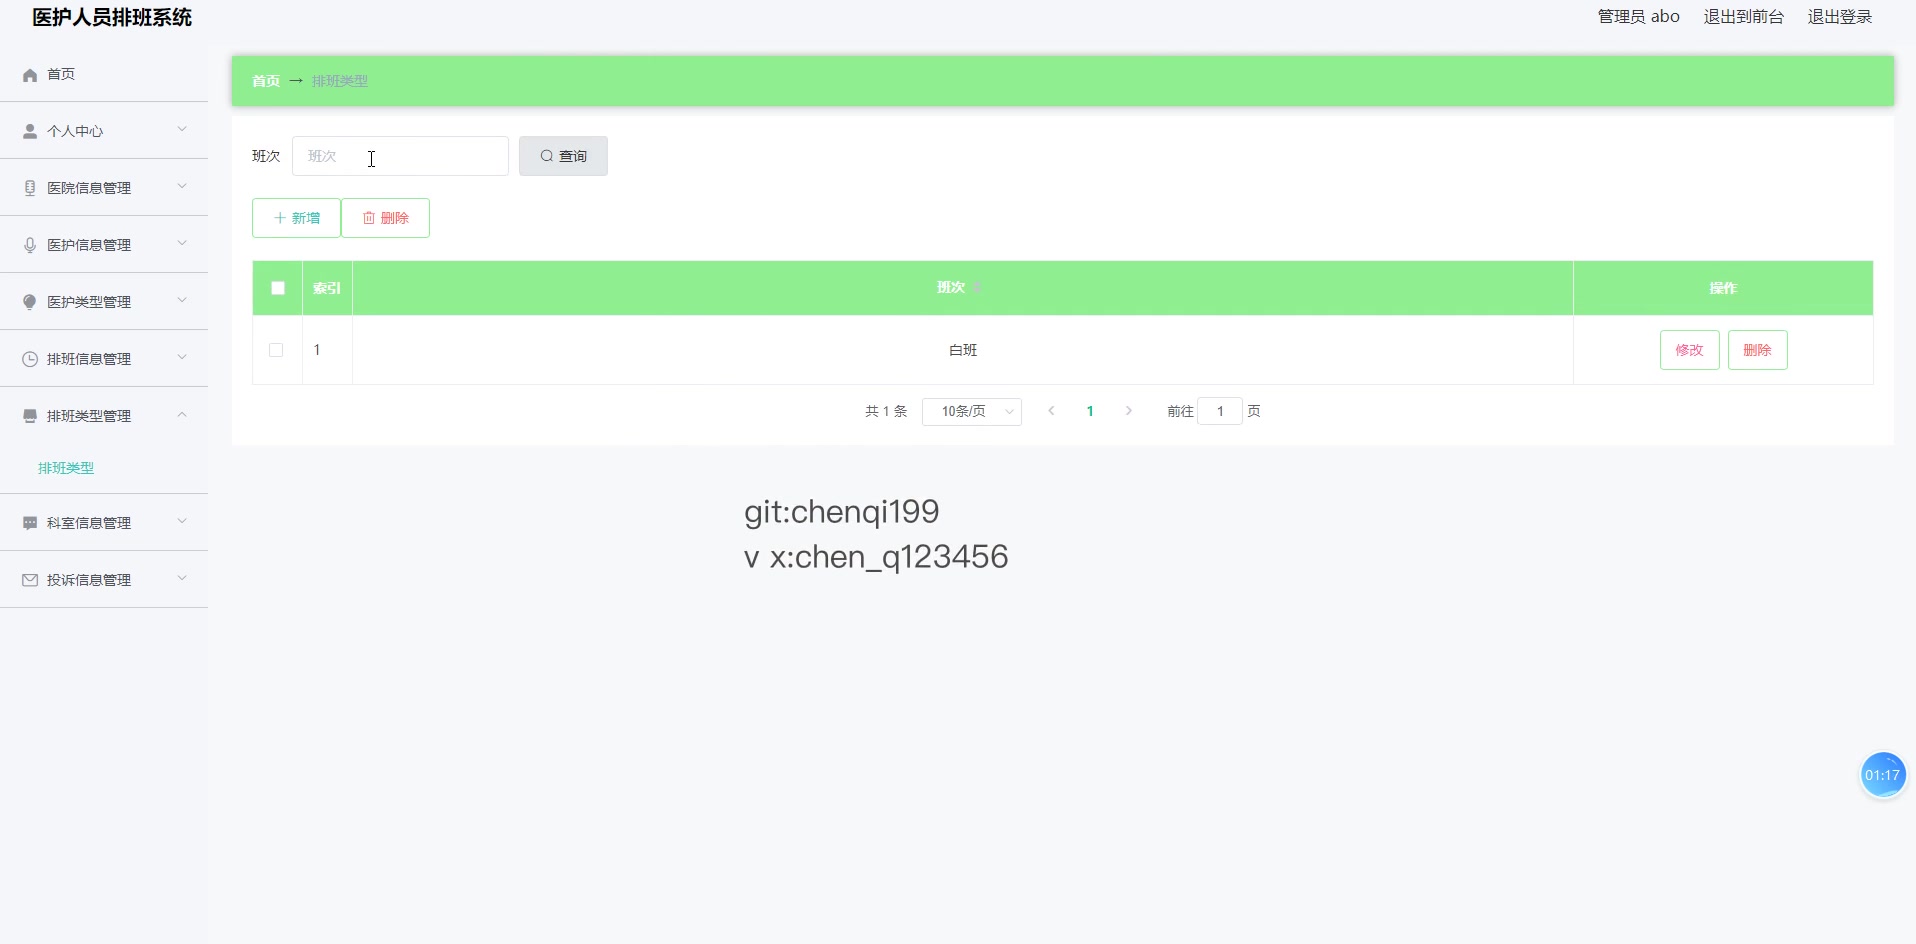 医护人员排班系统
管理员 abo 退出到前台 退出登录
首页
个人中心
医院信息管理
医护信息管理
医护类型管理
排班信息管理
排班类型管理
排班类型
科室信息管理
投诉信息管理
首页 → 排班类型
班次 班次 查询
新增 删除
索引 班次 操作
1 白班 修改 删除
共 1 条 10条/页 1 前往 1 页
git:chenqi199
v x:chen_q123456
01:17